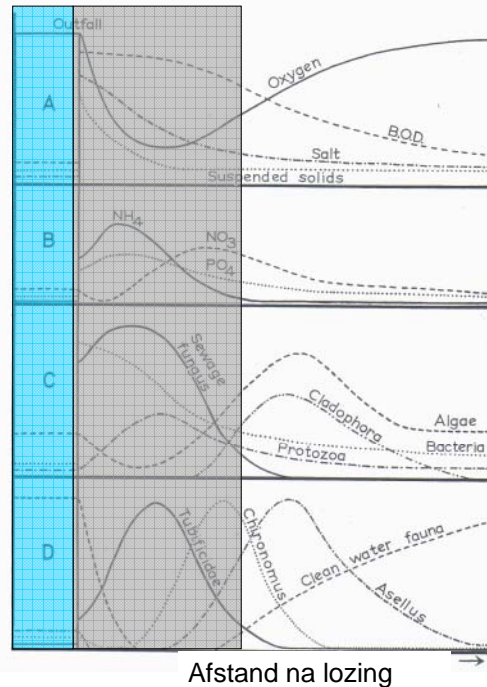 Outfall
Oxygen
A
B.O.D.
Salt
Suspended solids
NH₄
B
NO₃
PO₄
Sewage
fungus
C
Cladophora
Algae
Bacteria
Protozoa
Tubificidae
Chironomus
D
Clean water fauna
Asellus
→
Afstand na lozing